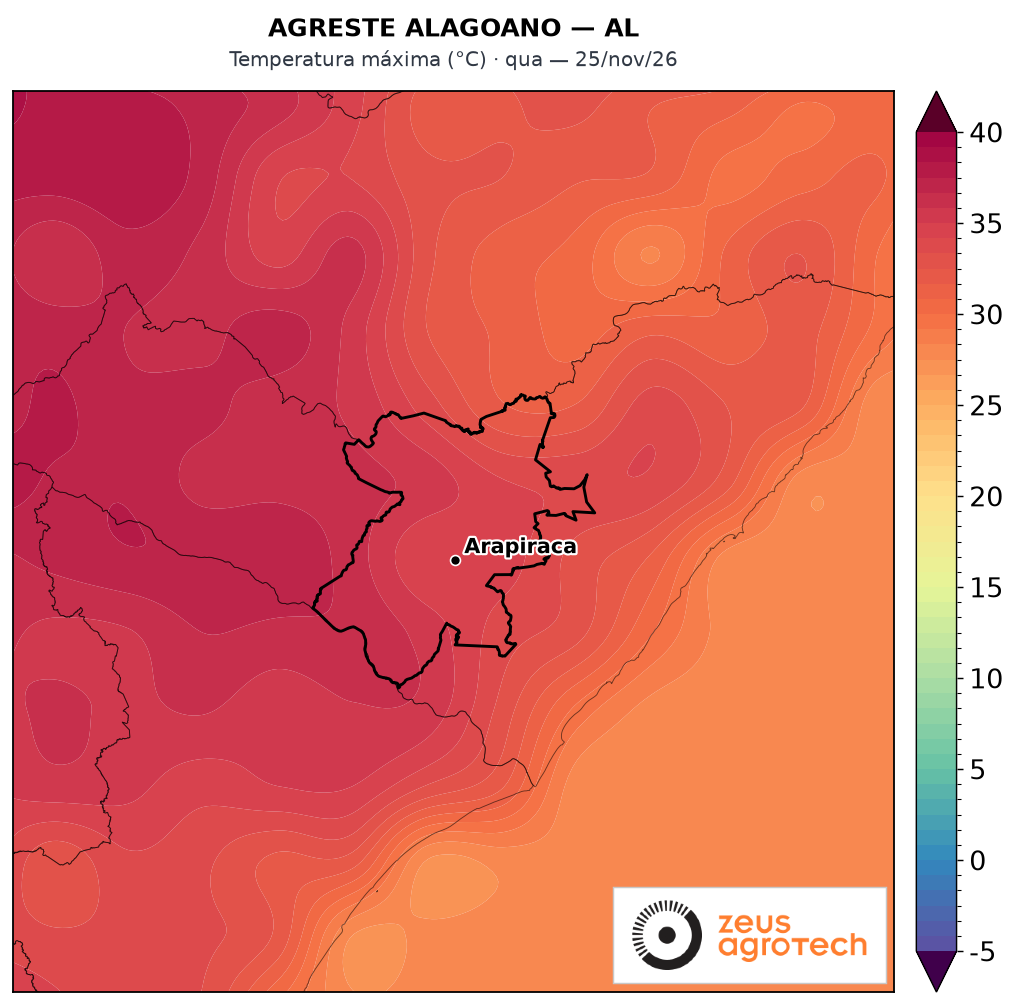 AGRESTE ALAGOANO — AL
Temperatura máxima (°C) · qua — 25/nov/26
40
35
30
25
20
15
10
5
0
-5
Arapiraca
zeus
agrotech